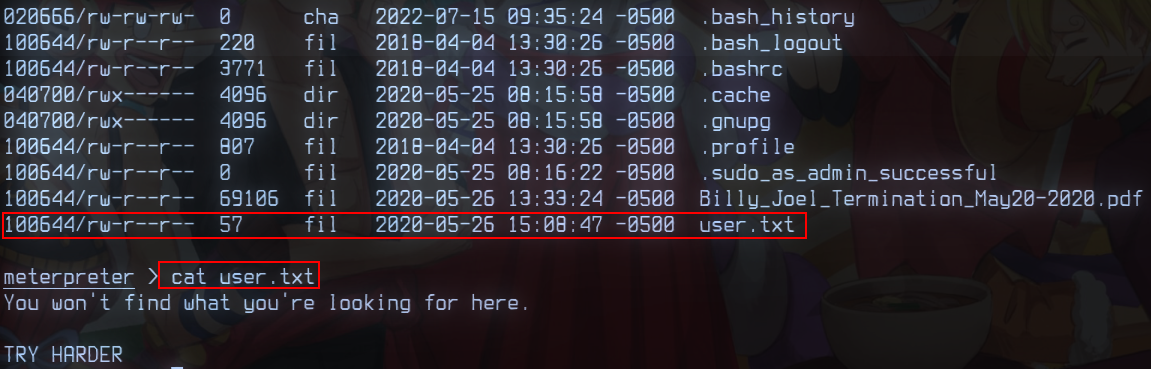 020666/rw-rw-rw- 0 cha 2022-07-15 09:35:24 -0500 .bash_history
100644/rw-r--r-- 220 fil 2018-04-04 13:30:26 -0500 .bash_logout
100644/rw-r--r-- 3771 fil 2018-04-04 13:30:26 -0500 .bashrc
040700/rwx------ 4096 dir 2020-05-25 08:15:58 -0500 .cache
040700/rwx------ 4096 dir 2020-05-25 08:15:58 -0500 .gnupg
100644/rw-r--r-- 807 fil 2018-04-04 13:30:26 -0500 .profile
100644/rw-r--r-- 0 fil 2020-05-25 08:16:22 -0500 .sudo_as_admin_successful
100644/rw-r--r-- 69106 fil 2020-05-26 13:33:24 -0500 Billy_Joel_Termination_May20-2020.pdf
100644/rw-r--r-- 57 fil 2020-05-26 15:08:47 -0500 user.txt
meterpreter > cat user.txt
You won't find what you're looking for here.
TRY HARDER